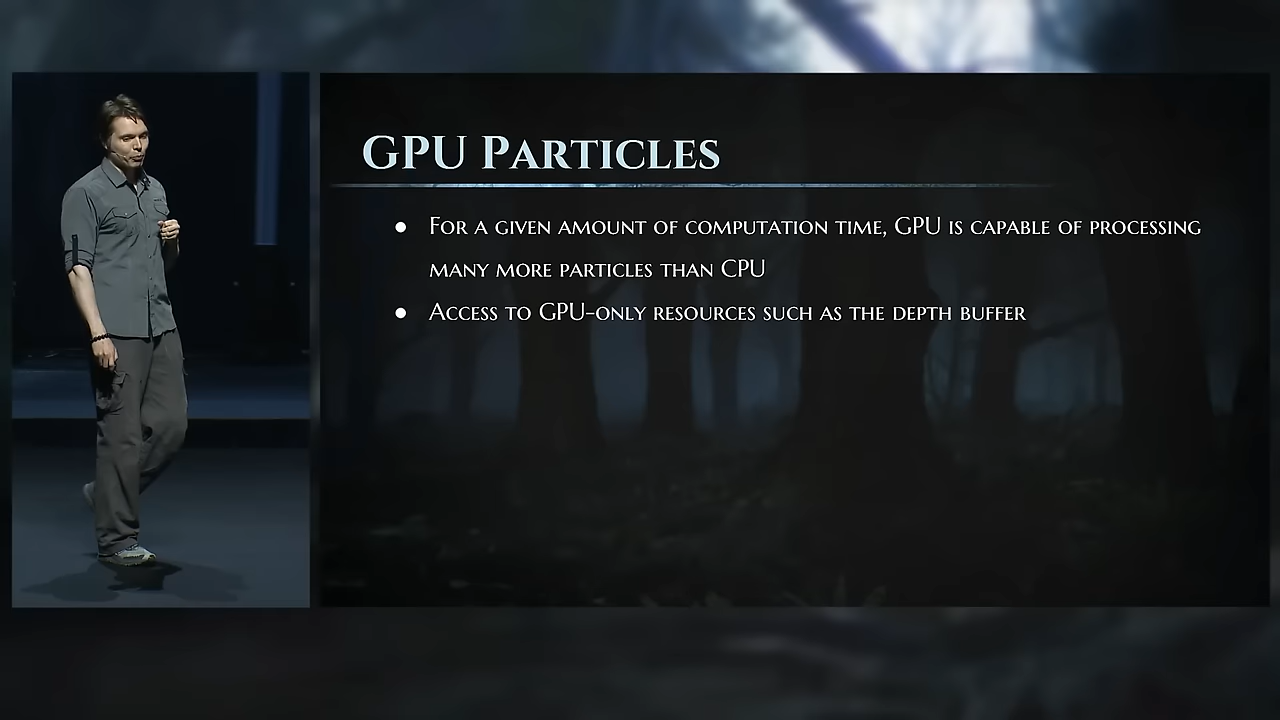 GPU Particles
• For a given amount of computation time, GPU is capable of processing
many more particles than CPU
• Access to GPU-only resources such as the depth buffer